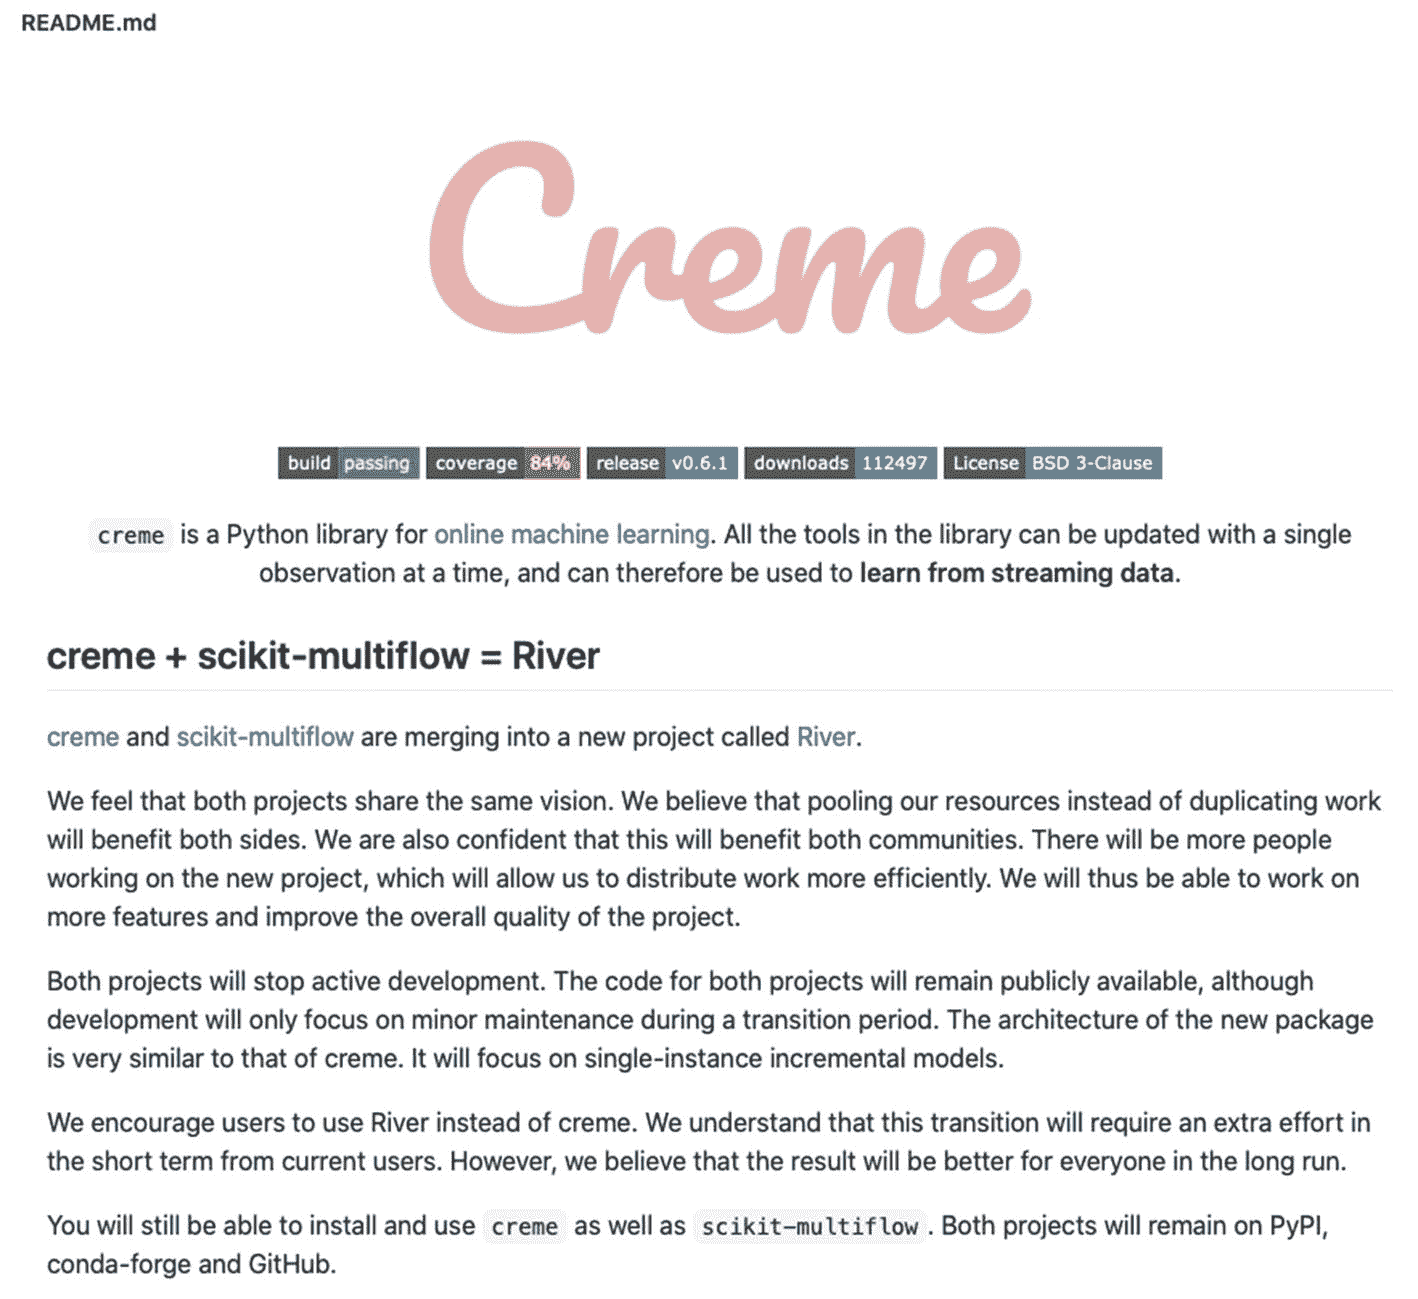 README.md
Creme
build passing coverage 84% release v0.6.1 downloads 112497 License BSD 3-Clause
creme is a Python library for online machine learning. All the tools in the library can be updated with a single
observation at a time, and can therefore be used to learn from streaming data.
creme + scikit-multiflow = River
creme and scikit-multiflow are merging into a new project called River.
We feel that both projects share the same vision. We believe that pooling our resources instead of duplicating work
will benefit both sides. We are also confident that this will benefit both communities. There will be more people
working on the new project, which will allow us to distribute work more efficiently. We will thus be able to work on
more features and improve the overall quality of the project.
Both projects will stop active development. The code for both projects will remain publicly available, although
development will only focus on minor maintenance during a transition period. The architecture of the new package
is very similar to that of creme. It will focus on single-instance incremental models.
We encourage users to use River instead of creme. We understand that this transition will require an extra effort in
the short term from current users. However, we believe that the result will be better for everyone in the long run.
You will still be able to install and use creme as well as scikit-multiflow. Both projects will remain on PyPI,
conda-forge and GitHub.